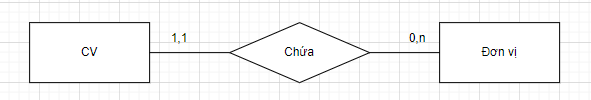 CV
1,1
Chứa
0,n
Đơn vị